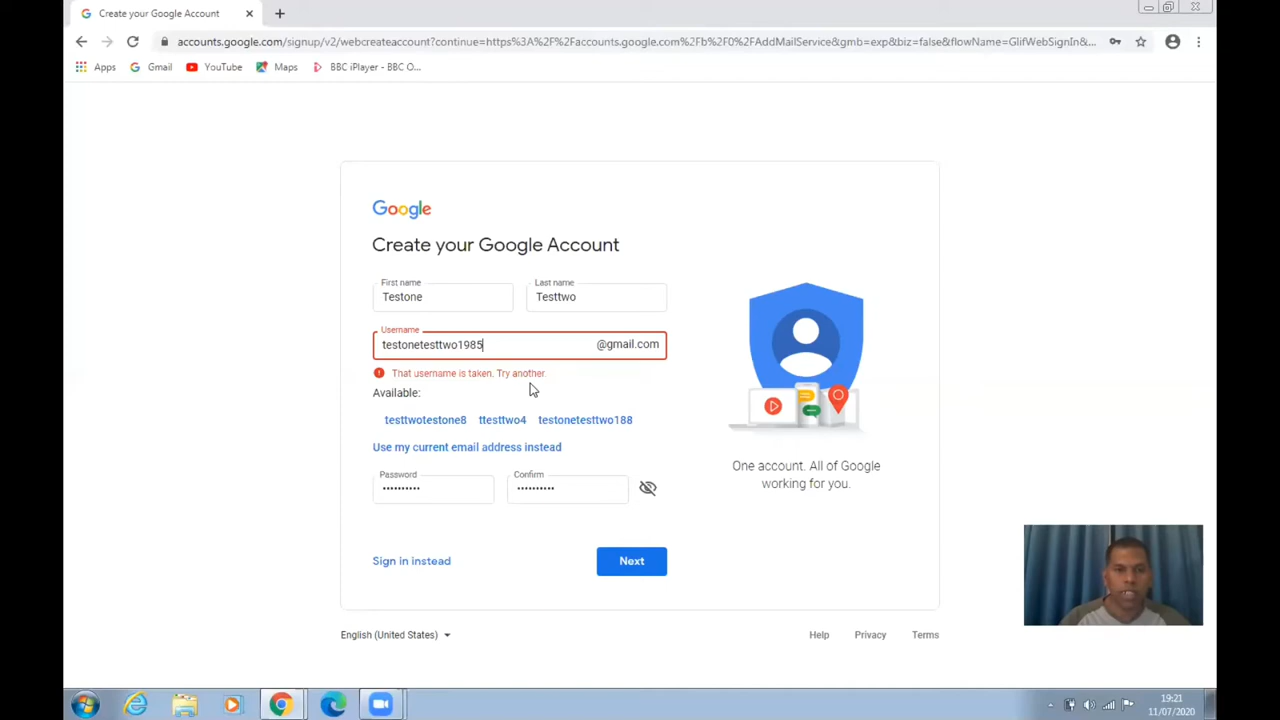 Create your Google Account
accounts.google.com/signup/v2/webcreateaccount?continue=https%3A%2F%2Faccounts.google.com%2Fb%2F0%2FAddMailService&gmb=exp&biz=false&flowName=GlifWebSignIn&...
Apps Gmail YouTube Maps BBC iPlayer - BBC O...
Google
Create your Google Account
First name Last name
Testone Testtwo
Username
testonetesttwo1985 @gmail.com
That username is taken. Try another.
Available:
testtwotestone8 ttesttwo4 testonetesttwo188
Use my current email address instead
Password Confirm
•••••••••• ••••••••••
One account. All of Google
working for you.
Sign in instead Next
English (United States) Help Privacy Terms
19:21
11/07/2020